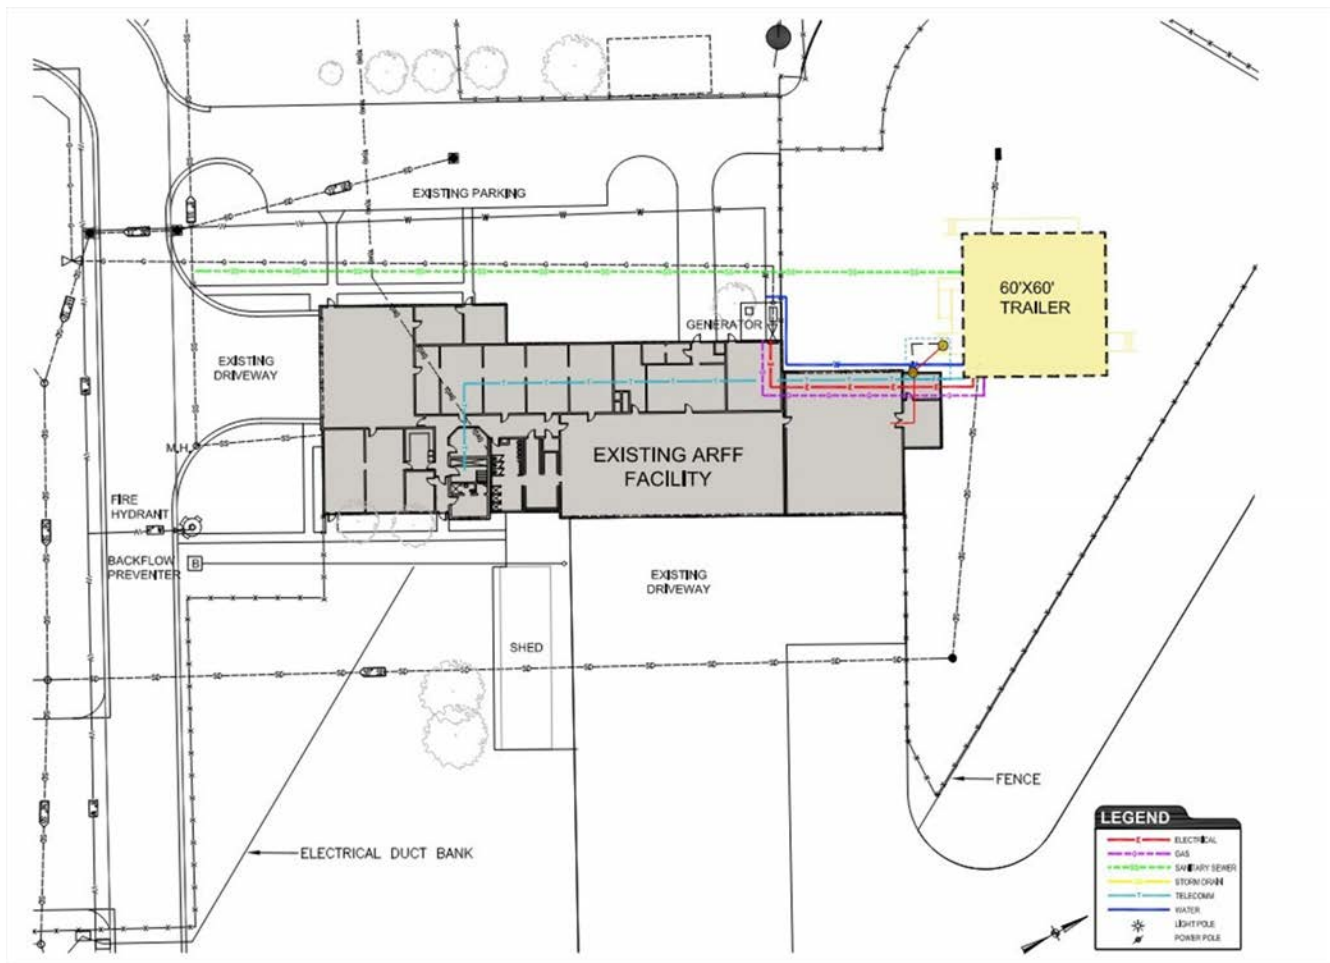 EXISTING PARKING
60'X60'
TRAILER
GENERATOR
EXISTING
DRIVEWAY
M.H.
EXISTING ARFF
FACILITY
FIRE
HYDRANT
BACKFLOW
PREVENTER
B
EXISTING
DRIVEWAY
SHED
FENCE
ELECTRICAL DUCT BANK
LEGEND
ELECTRICAL
GAS
SANITARY SEWER
STORM DRAIN
TELECOMM
WATER
LIGHT POLE
POWER POLE